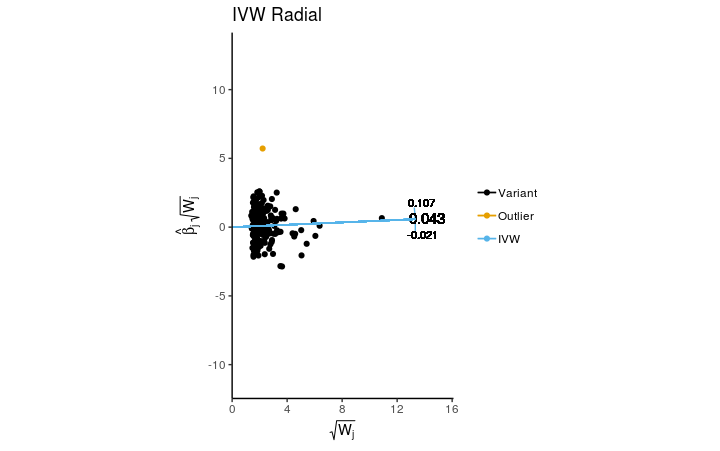 IVW Radial
10
5
0
-5
-10
β̂ⱼ√Wⱼ
0.107
0.043
-0.021
Variant
Outlier
IVW
0 4 8 12 16
√Wⱼ